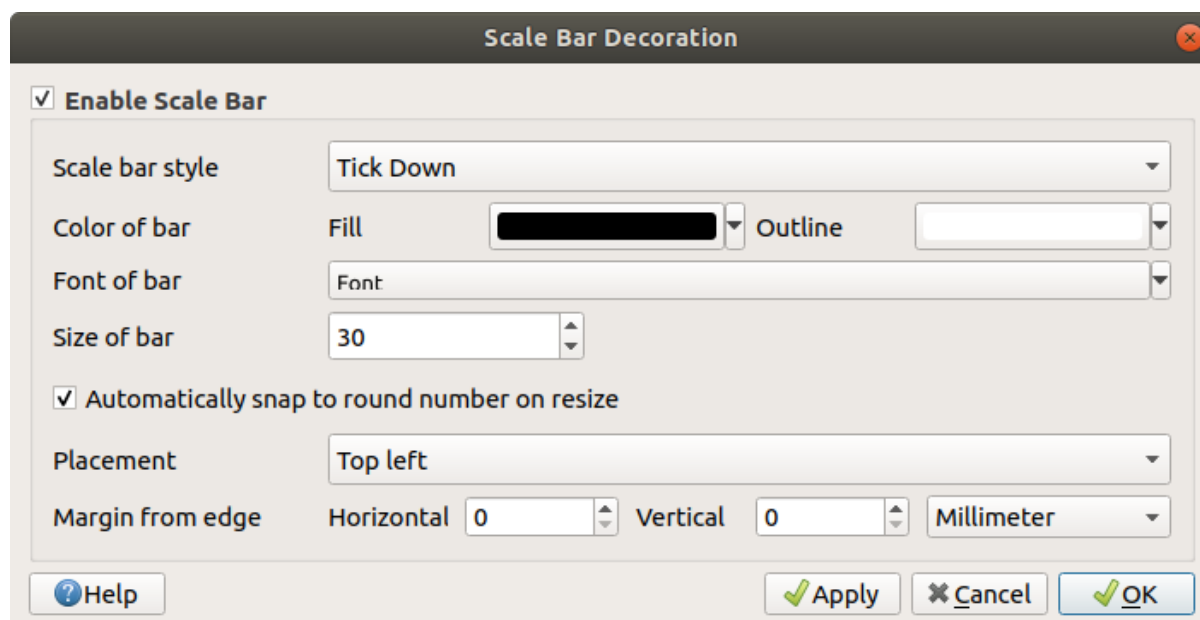 Scale Bar Decoration
Enable Scale Bar
Scale bar style Tick Down
Color of bar Fill Outline
Font of bar Font
Size of bar 30
Automatically snap to round number on resize
Placement Top left
Margin from edge Horizontal 0 Vertical 0 Millimeter
Help Apply Cancel OK